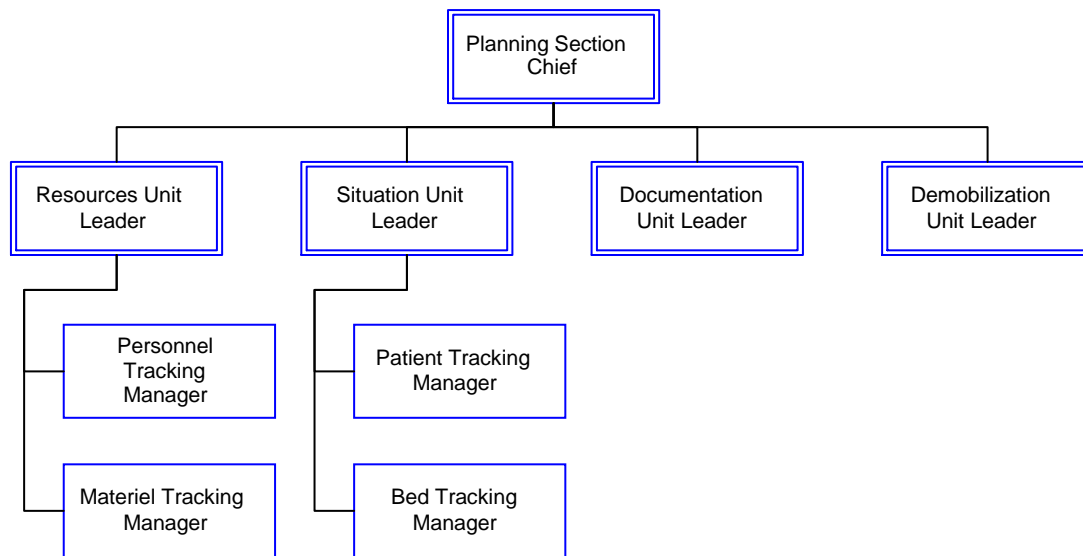 Planning Section
Chief
Resources Unit
Leader
Situation Unit
Leader
Documentation
Unit Leader
Demobilization
Unit Leader
Personnel
Tracking
Manager
Patient Tracking
Manager
Materiel Tracking
Manager
Bed Tracking
Manager